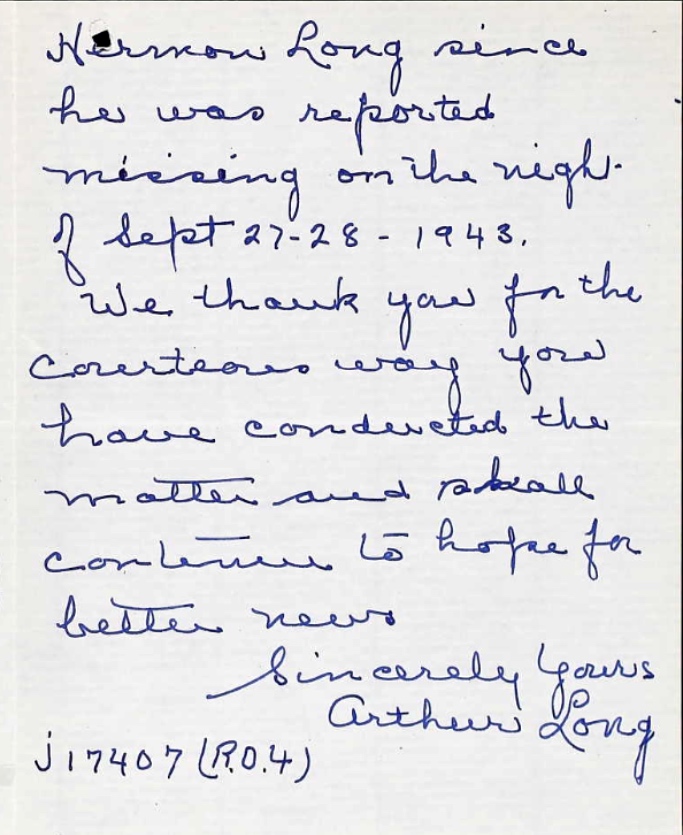 Hermon Long since
he was reported
missing on the nigh.
of Sept 27-28-1943.
We thank you for the
courteous way you
have conducted the
matter and shall
continue to hope for
better news
Sincerely Yours
Arthur Long
J17407 (R.O.4)